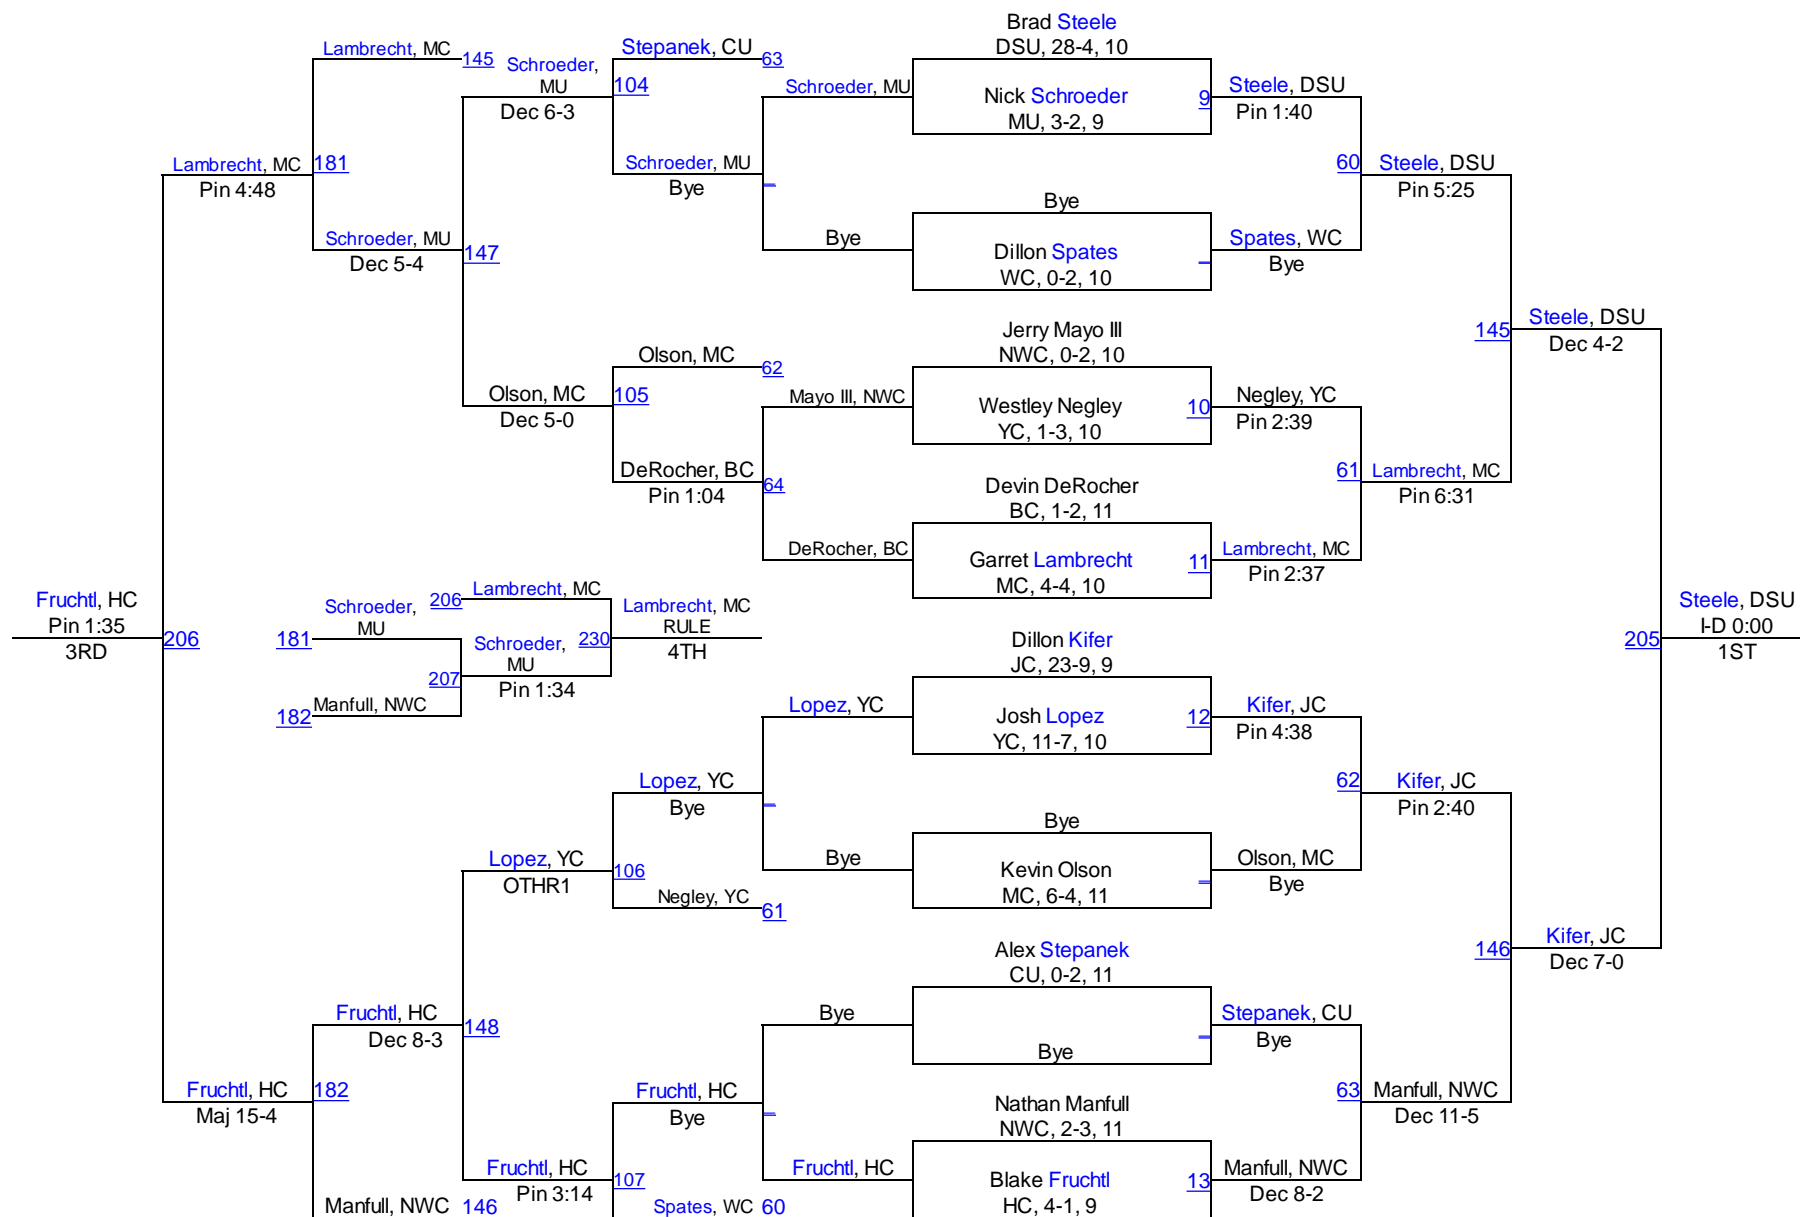 Brad Steele
DSU, 28-4, 10
Lambrecht, MC
145
Schroeder,
MU
Dec 6-3
Stepanek, CU
63
104
Schroeder, MU
Nick Schroeder
MU, 3-2, 9
9
Steele, DSU
Pin 1:40
Lambrecht, MC
Pin 4:48
181
Schroeder, MU
Bye
60
Steele, DSU
Pin 5:25
Bye
Schroeder, MU
Dec 5-4
147
Bye
Dillon Spates
WC, 0-2, 10
Spates, WC
Bye
Jerry Mayo III
NWC, 0-2, 10
145
Steele, DSU
Dec 4-2
Olson, MC
62
Olson, MC
Dec 5-0
105
Mayo III, NWC
Westley Negley
YC, 1-3, 10
10
Negley, YC
Pin 2:39
DeRocher, BC
Pin 1:04
64
61
Lambrecht, MC
Pin 6:31
Devin DeRocher
BC, 1-2, 11
DeRocher, BC
Garret Lambrecht
MC, 4-4, 10
11
Lambrecht, MC
Pin 2:37
Fruchtl, HC
Pin 1:35
3RD
206
Schroeder,
MU
181
206
Lambrecht, MC
Schroeder,
MU
Pin 1:34
230
Lambrecht, MC
RULE
4TH
207
182
Manfull, NWC
Steele, DSU
I-D 0:00
1ST
205
Dillon Kifer
JC, 23-9, 9
Lopez, YC
Josh Lopez
YC, 11-7, 10
12
Kifer, JC
Pin 4:38
Lopez, YC
Bye
62
Kifer, JC
Pin 2:40
Bye
Lopez, YC
OTHR1
106
Bye
Kevin Olson
MC, 6-4, 11
Olson, MC
Bye
Negley, YC
61
Alex Stepanek
CU, 0-2, 11
146
Kifer, JC
Dec 7-0
Fruchtl, HC
Dec 8-3
148
Bye
Bye
Stepanek, CU
Bye
Fruchtl, HC
Maj 15-4
182
Fruchtl, HC
Bye
63
Manfull, NWC
Dec 11-5
Nathan Manfull
NWC, 2-3, 11
Fruchtl, HC
Pin 3:14
107
Fruchtl, HC
Blake Fruchtl
HC, 4-1, 9
13
Manfull, NWC
Dec 8-2
Manfull, NWC
146
Spates, WC
60